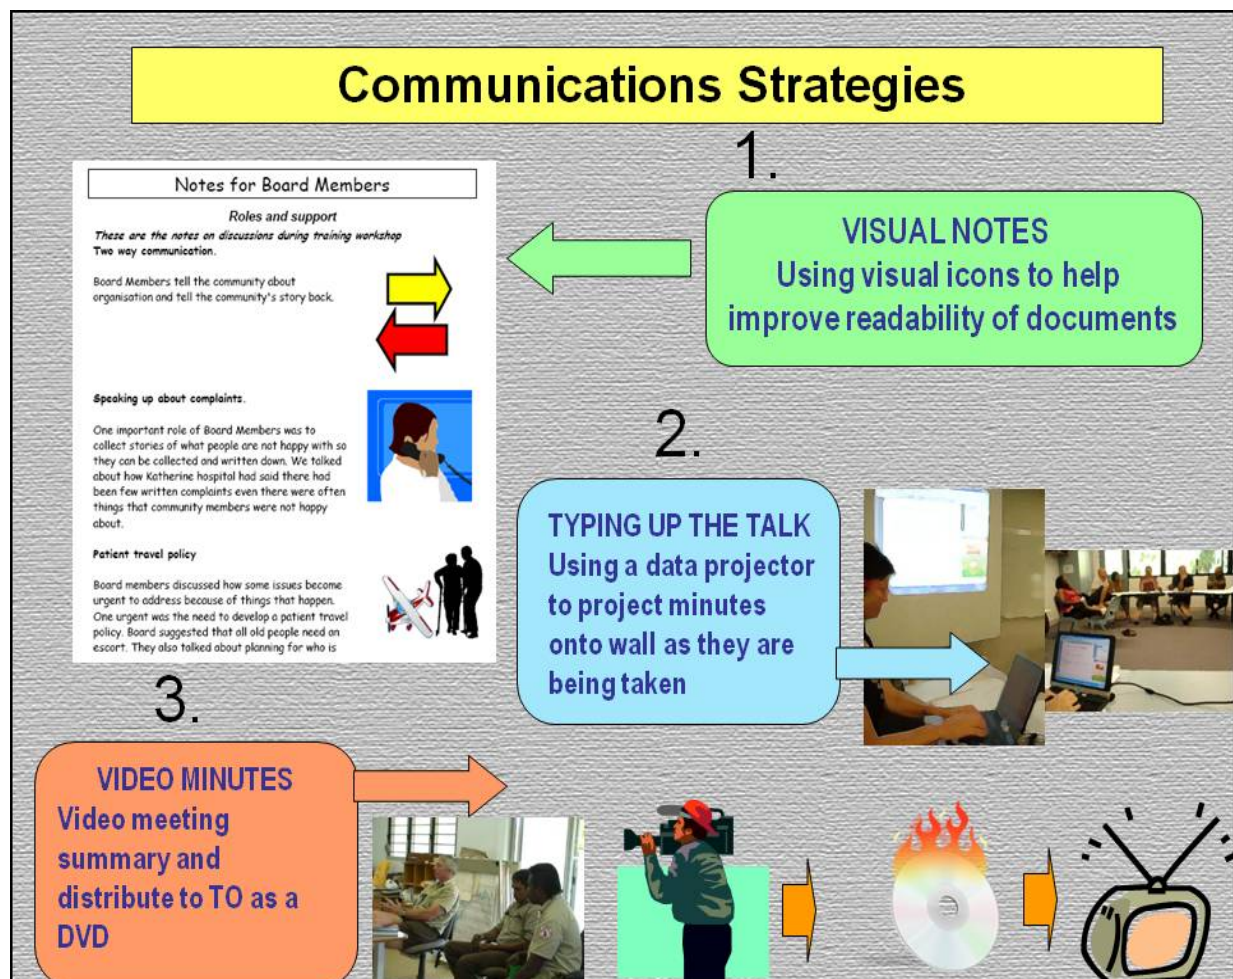 Communications Strategies
1.
VISUAL NOTES
Using visual icons to help
improve readability of documents
Notes for Board Members
Roles and support
These are the notes on discussions during training workshop
Two way communication.
Board Members tell the community about
organisation and tell the community's story back.
Speaking up about complaints.
One important role of Board Members was to
collect stories of what people are not happy with so
they can be collected and written down. We talked
about how Katherine hospital had said there had
been few written complaints even there were often
things that community members were not happy
about.
Patient travel policy
Board members discussed how some issues become
urgent to address because of things that happen.
One urgent was the need to develop a patient travel
policy. Board suggested that all old people need an
escort. They also talked about planning for who is
2.
TYPING UP THE TALK
Using a data projector
to project minutes
onto wall as they are
being taken
3.
VIDEO MINUTES
Video meeting
summary and
distribute to TO as a
DVD